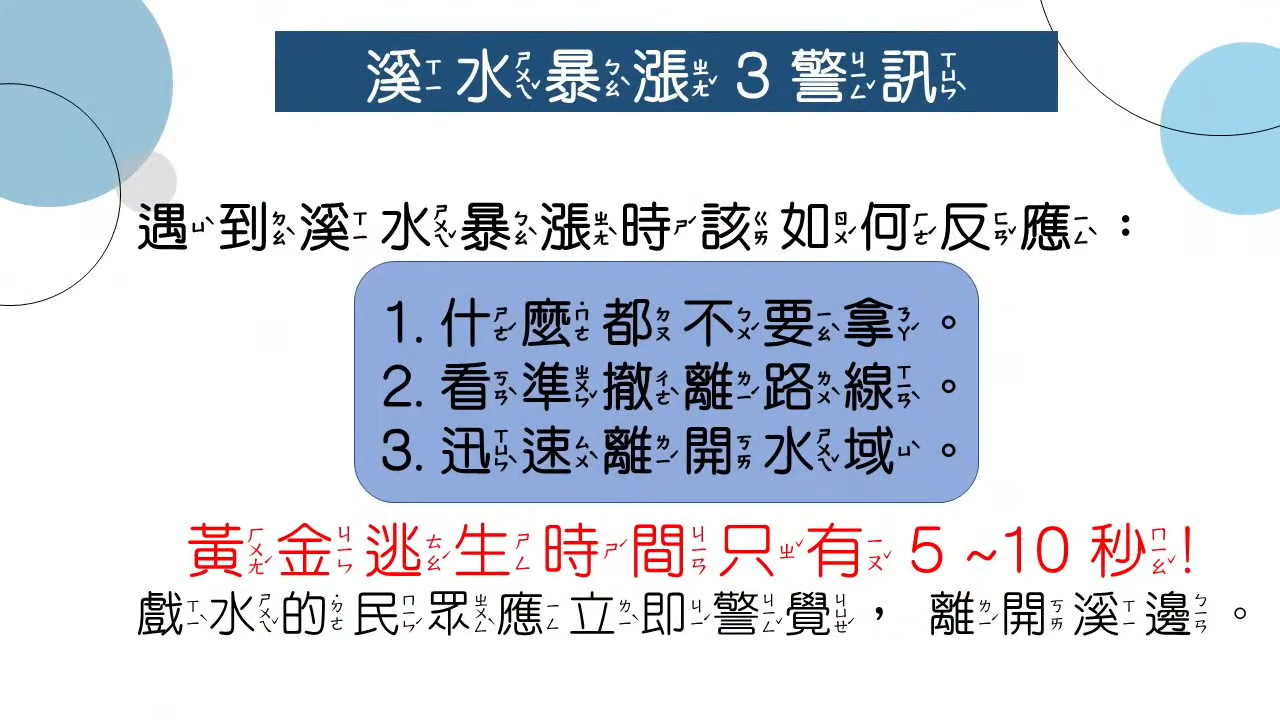 溪水暴漲3警訊
遇到溪水暴漲時該如何反應：
1. 什麼都不要拿。
2. 看準撤離路線。
3. 迅速離開水域。
黃金逃生時間只有5~10秒!
戲水的民眾應立即警覺，離開溪邊。